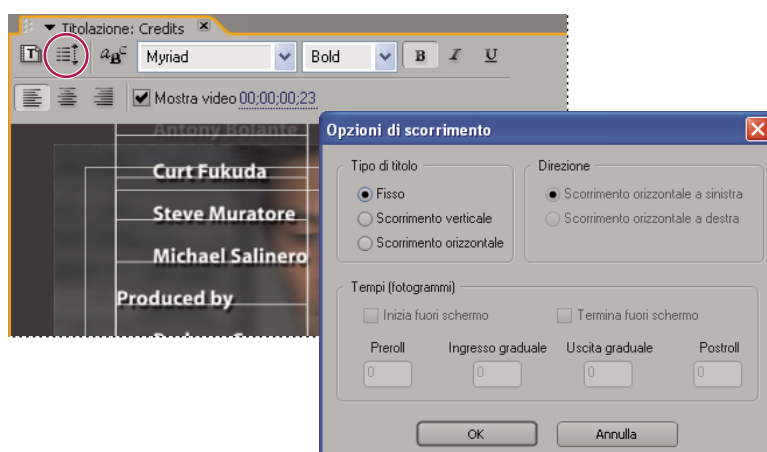 Titolazione: Credits
Myriad Bold B I U
Mostra video 00;00;00;23
Antony Bolante
Curt Fukuda
Steve Muratore
Michael Salinero
Produced by
Opzioni di scorrimento
Tipo di titolo
Fisso
Scorrimento verticale
Scorrimento orizzontale
Direzione
Scorrimento orizzontale a sinistra
Scorrimento orizzontale a destra
Tempi (fotogrammi)
Inizia fuori schermo
Termina fuori schermo
Preroll Ingresso graduale Uscita graduale Postroll
0 0 0 0
OK Annulla